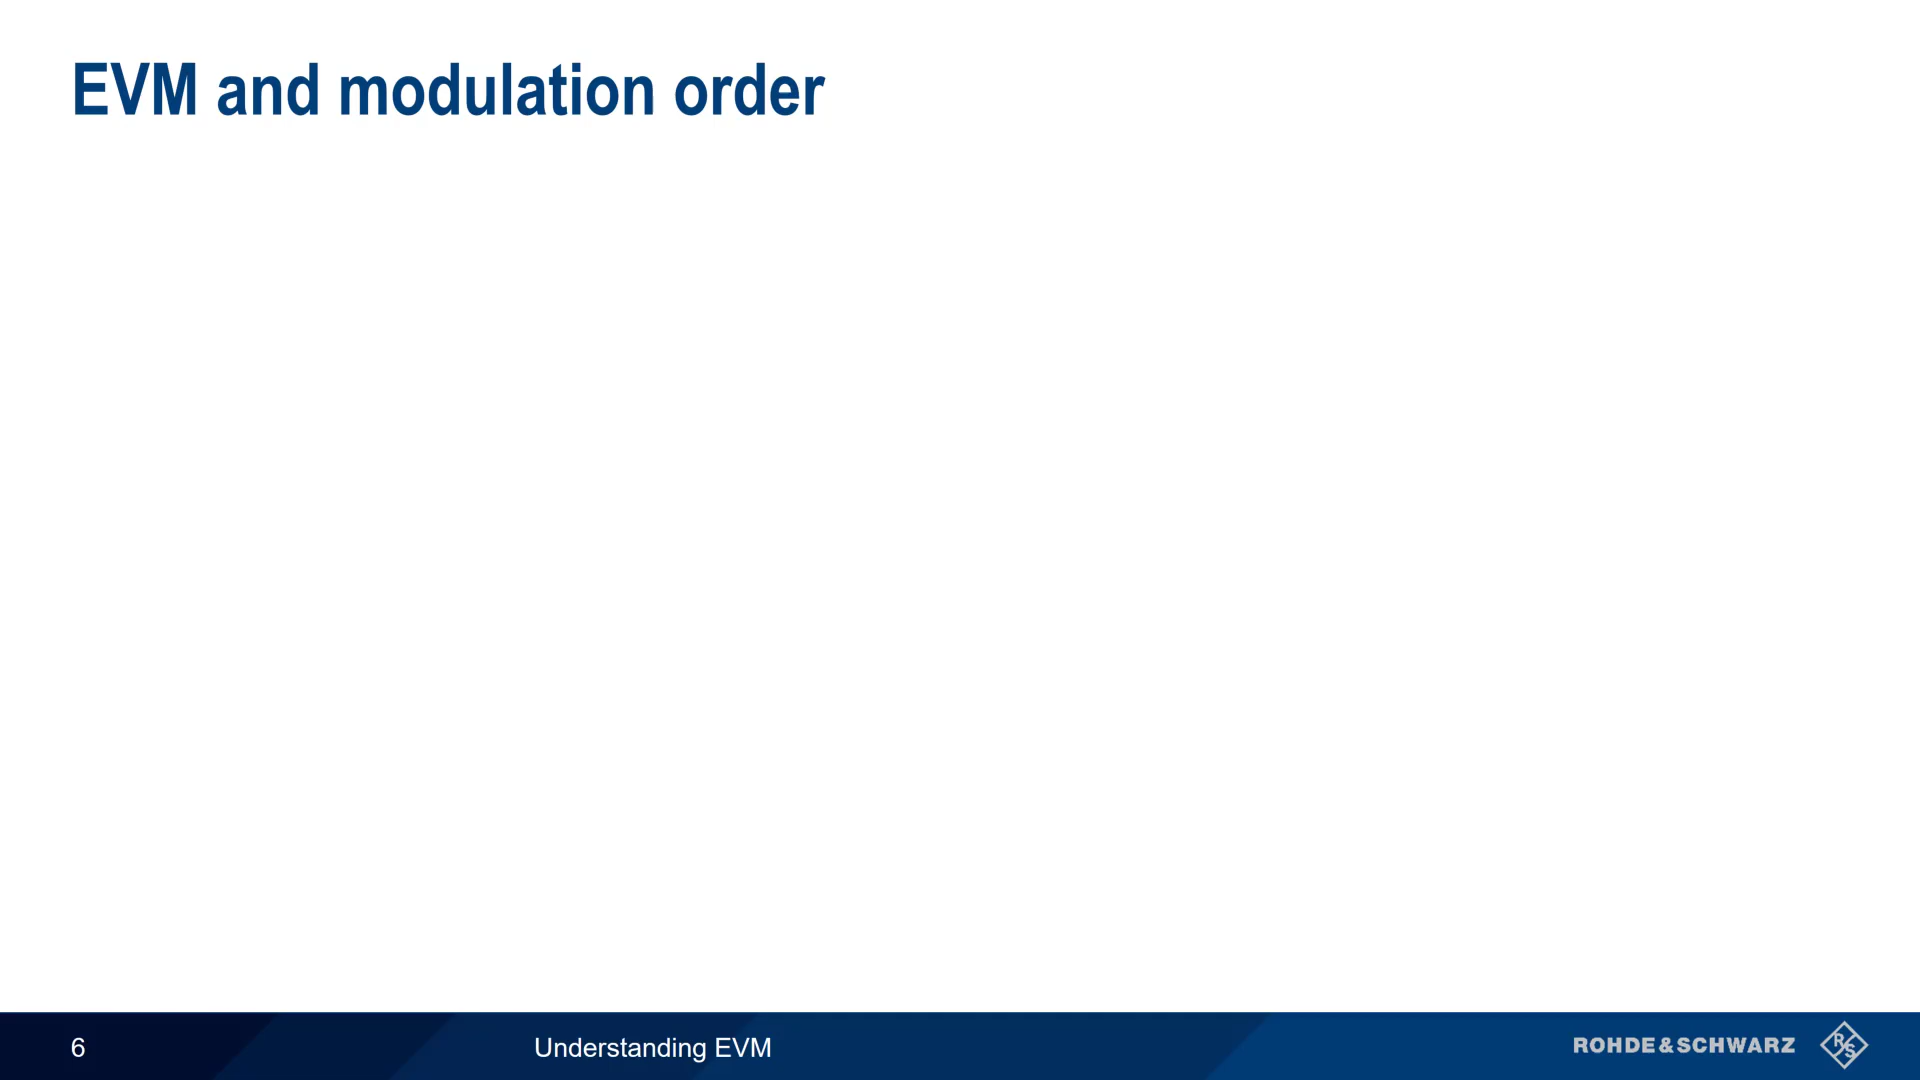 EVM and modulation order
6
Understanding EVM
ROHDE&SCHWARZ
R
S